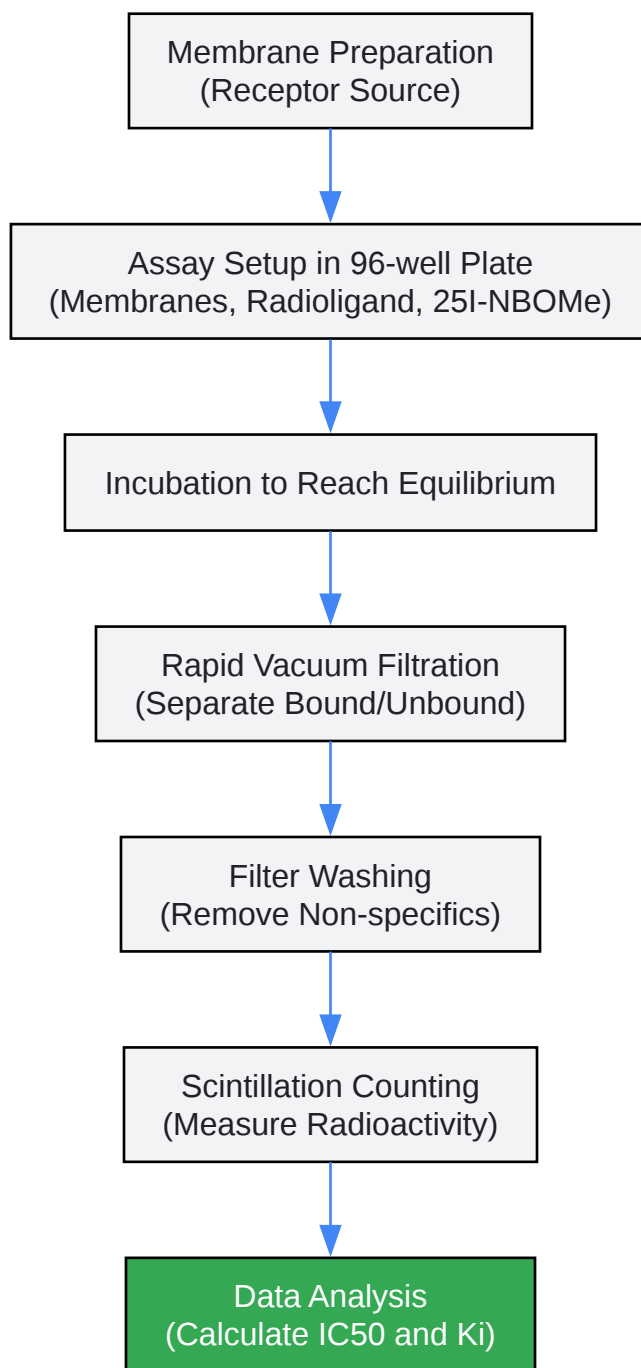 Membrane Preparation
(Receptor Source)
Assay Setup in 96-well Plate
(Membranes, Radioligand, 25I-NBOMe)
Incubation to Reach Equilibrium
Rapid Vacuum Filtration
(Separate Bound/Unbound)
Filter Washing
(Remove Non-specifics)
Scintillation Counting
(Measure Radioactivity)
Data Analysis
(Calculate IC50 and Ki)